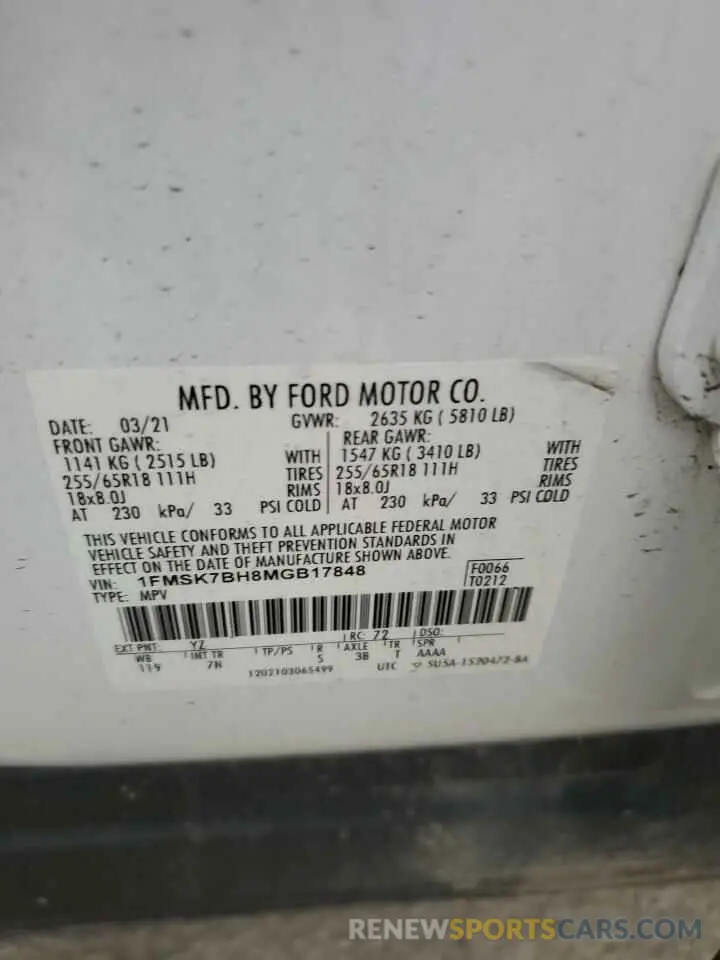 MFD. BY FORD MOTOR CO.
DATE: 03/21 GVWR: 2635 KG ( 5810 LB)
FRONT GAWR: REAR GAWR:
1141 KG ( 2515 LB) WITH 1547 KG ( 3410 LB) WITH
255/65R18 111H TIRES 255/65R18 111H TIRES
18x8.0J RIMS 18x8.0J RIMS
AT 230 kPa/ 33 PSI COLD AT 230 kPa/ 33 PSI COLD
THIS VEHICLE CONFORMS TO ALL APPLICABLE FEDERAL MOTOR
VEHICLE SAFETY AND THEFT PREVENTION STANDARDS IN
EFFECT ON THE DATE OF MANUFACTURE SHOWN ABOVE.
VIN: 1FMSK7BH8MGB17848 F0066
TYPE: MPV T0212
EXT PNT: YZ RC: 72 DSO:
WB INT TR TP/PS R AXLE TR SPR
119 7N S 3B T AAAA
1202103065499 UTC 5U5A-1520472-BA
RENEWSPORTSCARS.COM